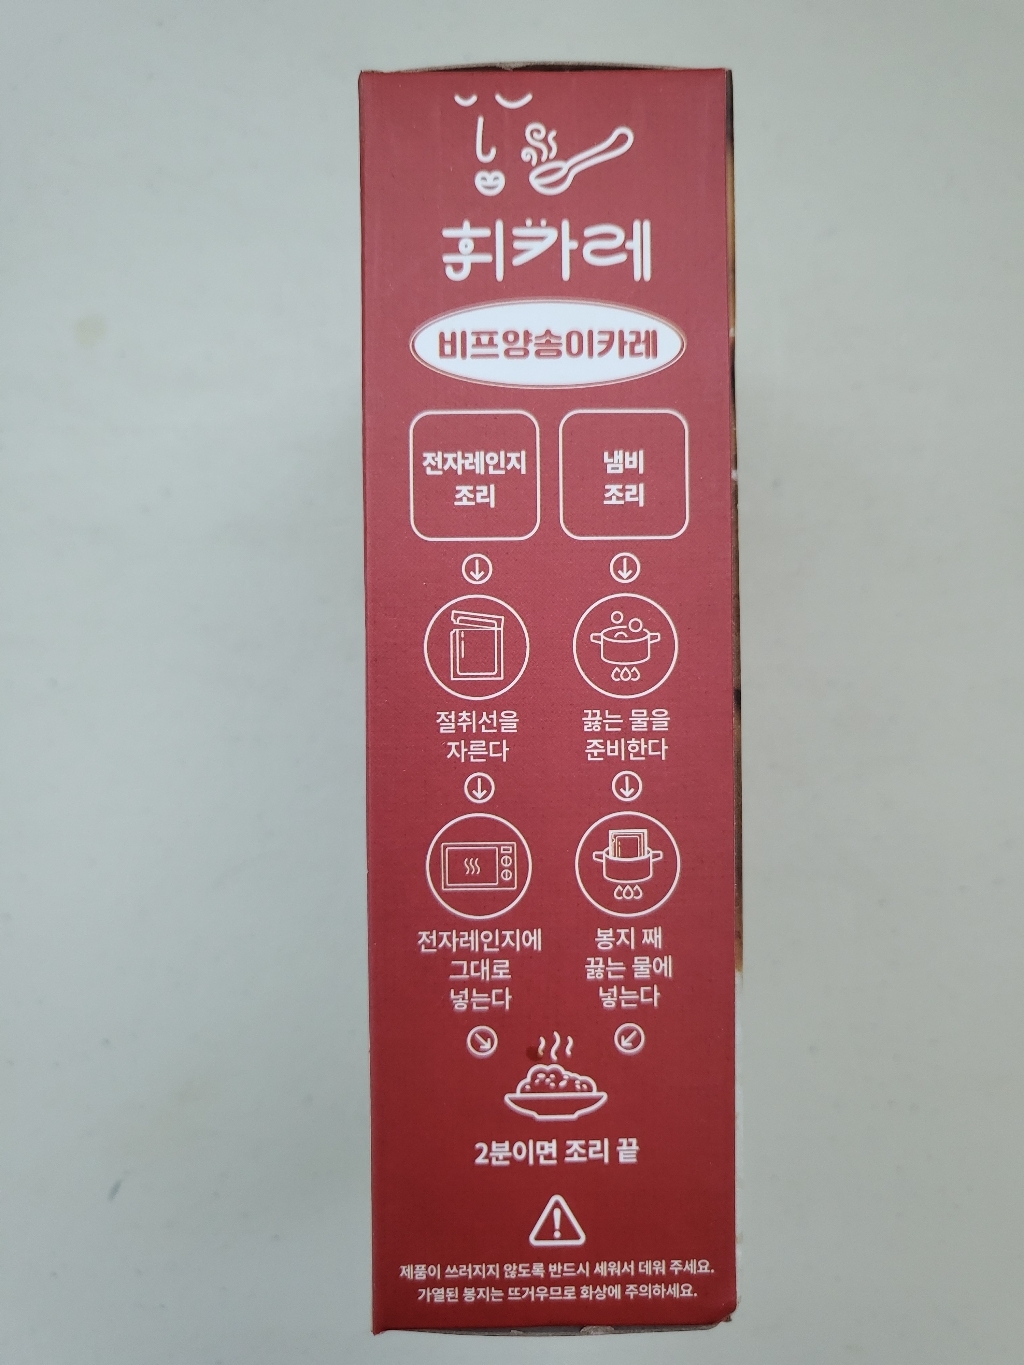 휘카레
비프양송이카레
전자레인지
조리
냄비
조리
절취선을
자른다
끓는 물을
준비한다
전자레인지에
그대로
넣는다
봉지 째
끓는 물에
넣는다
2분이면 조리 끝
제품이 쓰러지지 않도록 반드시 세워서 데워 주세요.
가열된 봉지는 뜨거우므로 화상에 주의하세요.